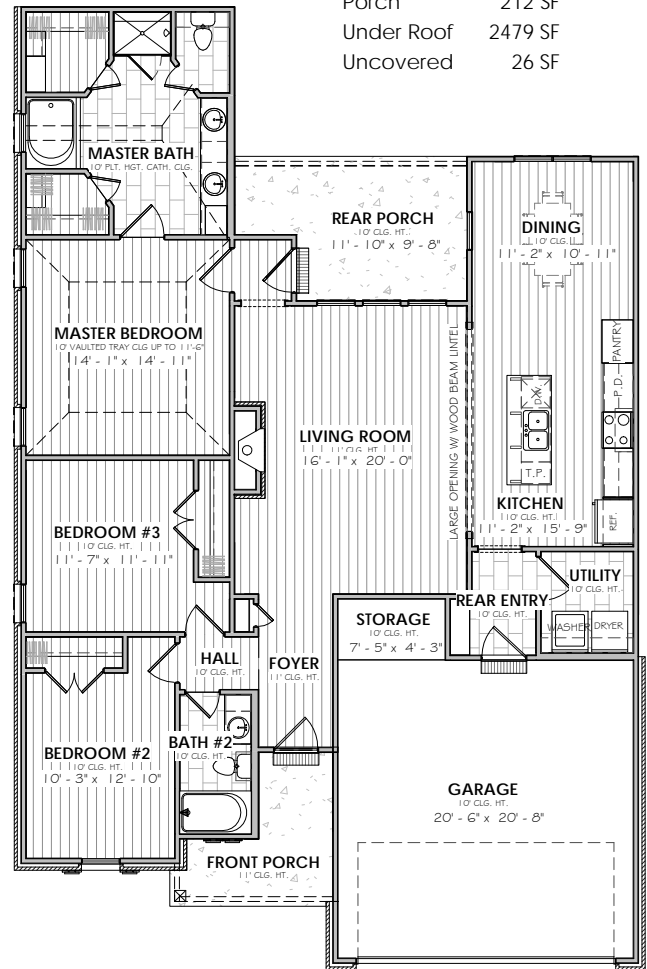 Porch 212 SF
Under Roof 2479 SF
Uncovered 26 SF
MASTER BATH
10' PLT. HGT. CATH. CLG.
REAR PORCH
10' CLG. HT.
11' - 10" x 9' - 8"
DINING
10' CLG. HT.
11' - 2" x 10' - 11"
MASTER BEDROOM
10' VAULTED TRAY CLG UP TO 11'-6"
14' - 1" x 14' - 11"
LARGE OPENING W/ WOOD BEAM LINTEL
PANTRY
P.D.
D.W.
T.P.
REF.
LIVING ROOM
11' CLG. HT.
16' - 1" x 20' - 0"
KITCHEN
10' CLG. HT.
11' - 2" x 15' - 9"
BEDROOM #3
10' CLG. HT.
11' - 7" x 11' - 11"
UTILITY
10' CLG. HT.
REAR ENTRY
10' CLG. HT.
WASHER
DRYER
STORAGE
10' CLG. HT.
7' - 5" x 4' - 3"
HALL
10' CLG. HT.
FOYER
11' CLG. HT.
BEDROOM #2
10' CLG. HT.
10' - 3" x 12' - 10"
BATH #2
10' CLG. HT.
GARAGE
10' CLG. HT.
20' - 6" x 20' - 8"
FRONT PORCH
11' CLG. HT.